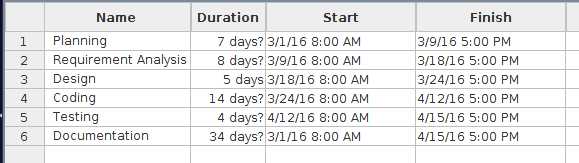 Name Duration Start Finish
1 Planning 7 days? 3/1/16 8:00 AM 3/9/16 5:00 PM
2 Requirement Analysis 8 days? 3/9/16 8:00 AM 3/18/16 5:00 PM
3 Design 5 days 3/18/16 8:00 AM 3/24/16 5:00 PM
4 Coding 14 days? 3/24/16 8:00 AM 4/12/16 5:00 PM
5 Testing 4 days? 4/12/16 8:00 AM 4/15/16 5:00 PM
6 Documentation 34 days? 3/1/16 8:00 AM 4/15/16 5:00 PM